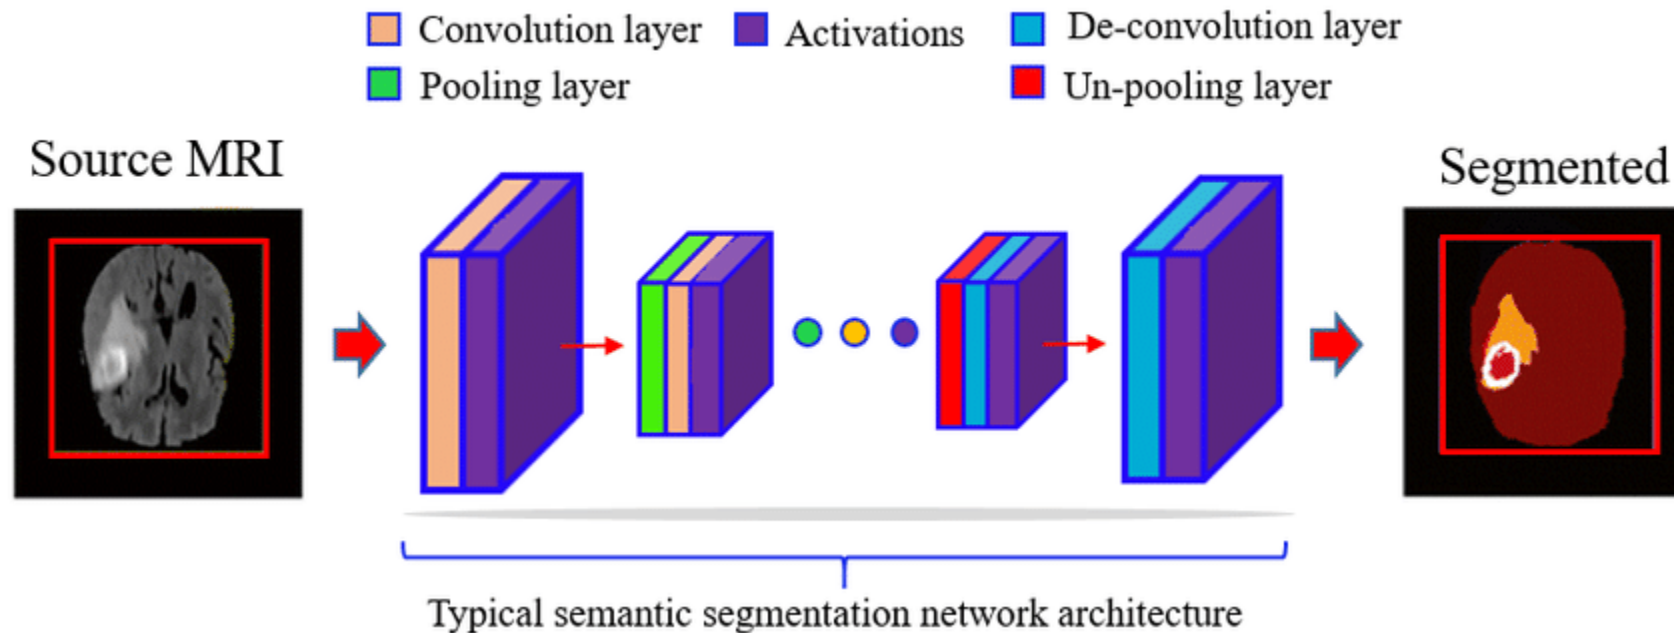 Convolution layer
Activations
De-convolution layer
Pooling layer
Un-pooling layer
Source MRI
Segmented
Typical semantic segmentation network architecture